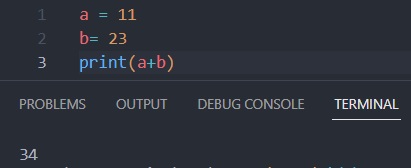 1 a = 11
2 b= 23
3 print(a+b)
PROBLEMS OUTPUT DEBUG CONSOLE TERMINAL
34